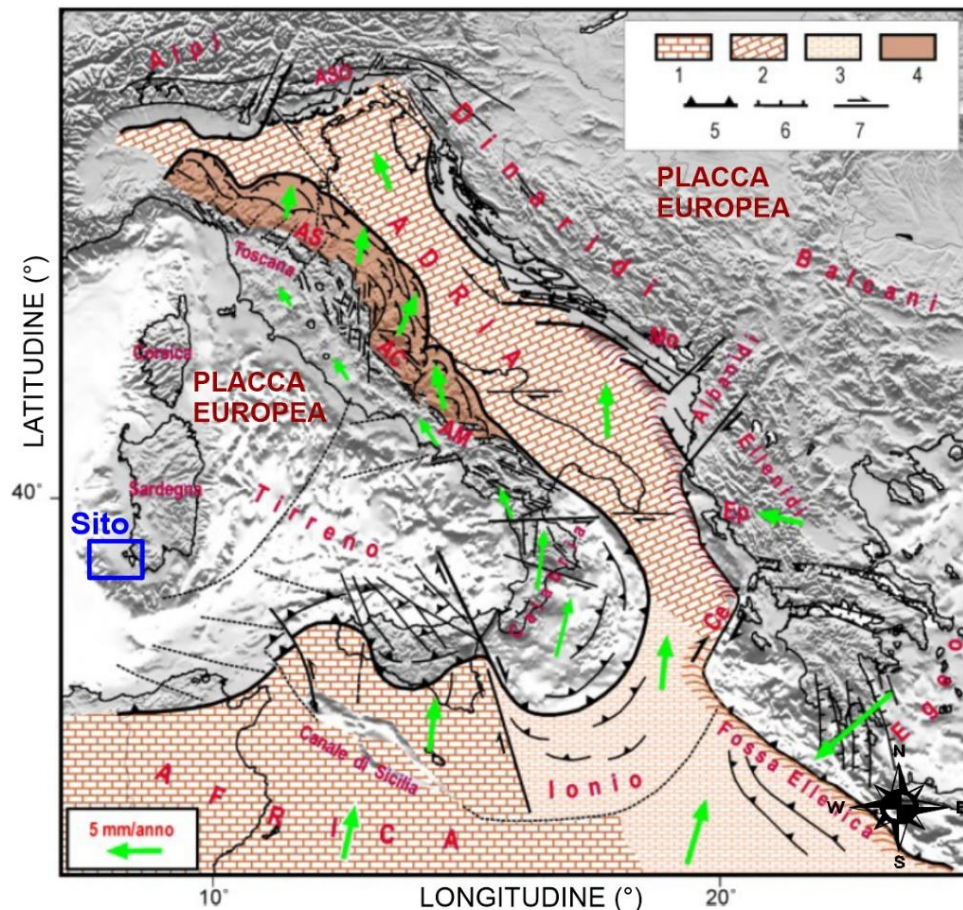 Alpi
ASO
1
2
3
4
5
6
7
Dinaridi
PLACCA
EUROPEA
Balcani
AS
Toscana
ADRIA
LATITUDINE (°)
Corsica
PLACCA
EUROPEA
AC
Mo
Albanidi
AM
Ellenidi
40°
Sardegna
Sito
Tirreno
Ep
Calabria
Ce
Egeo
Canale di Sicilia
Ionio
Fossa Ellenica
AFRICA
N
W
E
S
5 mm/anno
10°
LONGITUDINE (°)
20°